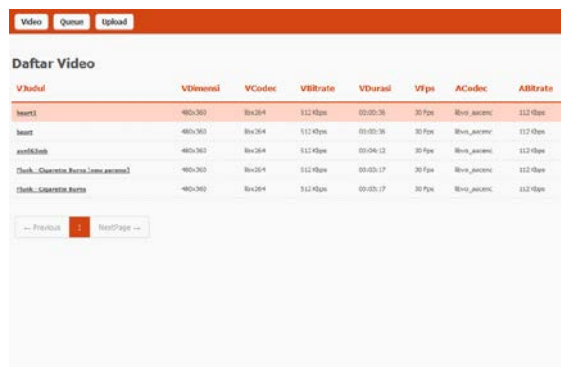 Video Queue Upload
Daftar Video
VJudul VDimensi VCodec VBitrate VDurasi VFps ACodec ABitrate
heart1 480x360 libx264 512 Kbps 00:00:36 30 Fps libvo_aacenc 112 Kbps
heart 480x360 libx264 512 Kbps 00:00:36 30 Fps libvo_aacenc 112 Kbps
480x360 libx264 512 Kbps 00:04:12 30 Fps libvo_aacenc 112 Kbps
480x360 libx264 512 Kbps 00:03:17 30 Fps libvo_aacenc 112 Kbps
480x360 libx264 512 Kbps 00:03:17 30 Fps libvo_aacenc 112 Kbps
← Previous 1 NextPage →